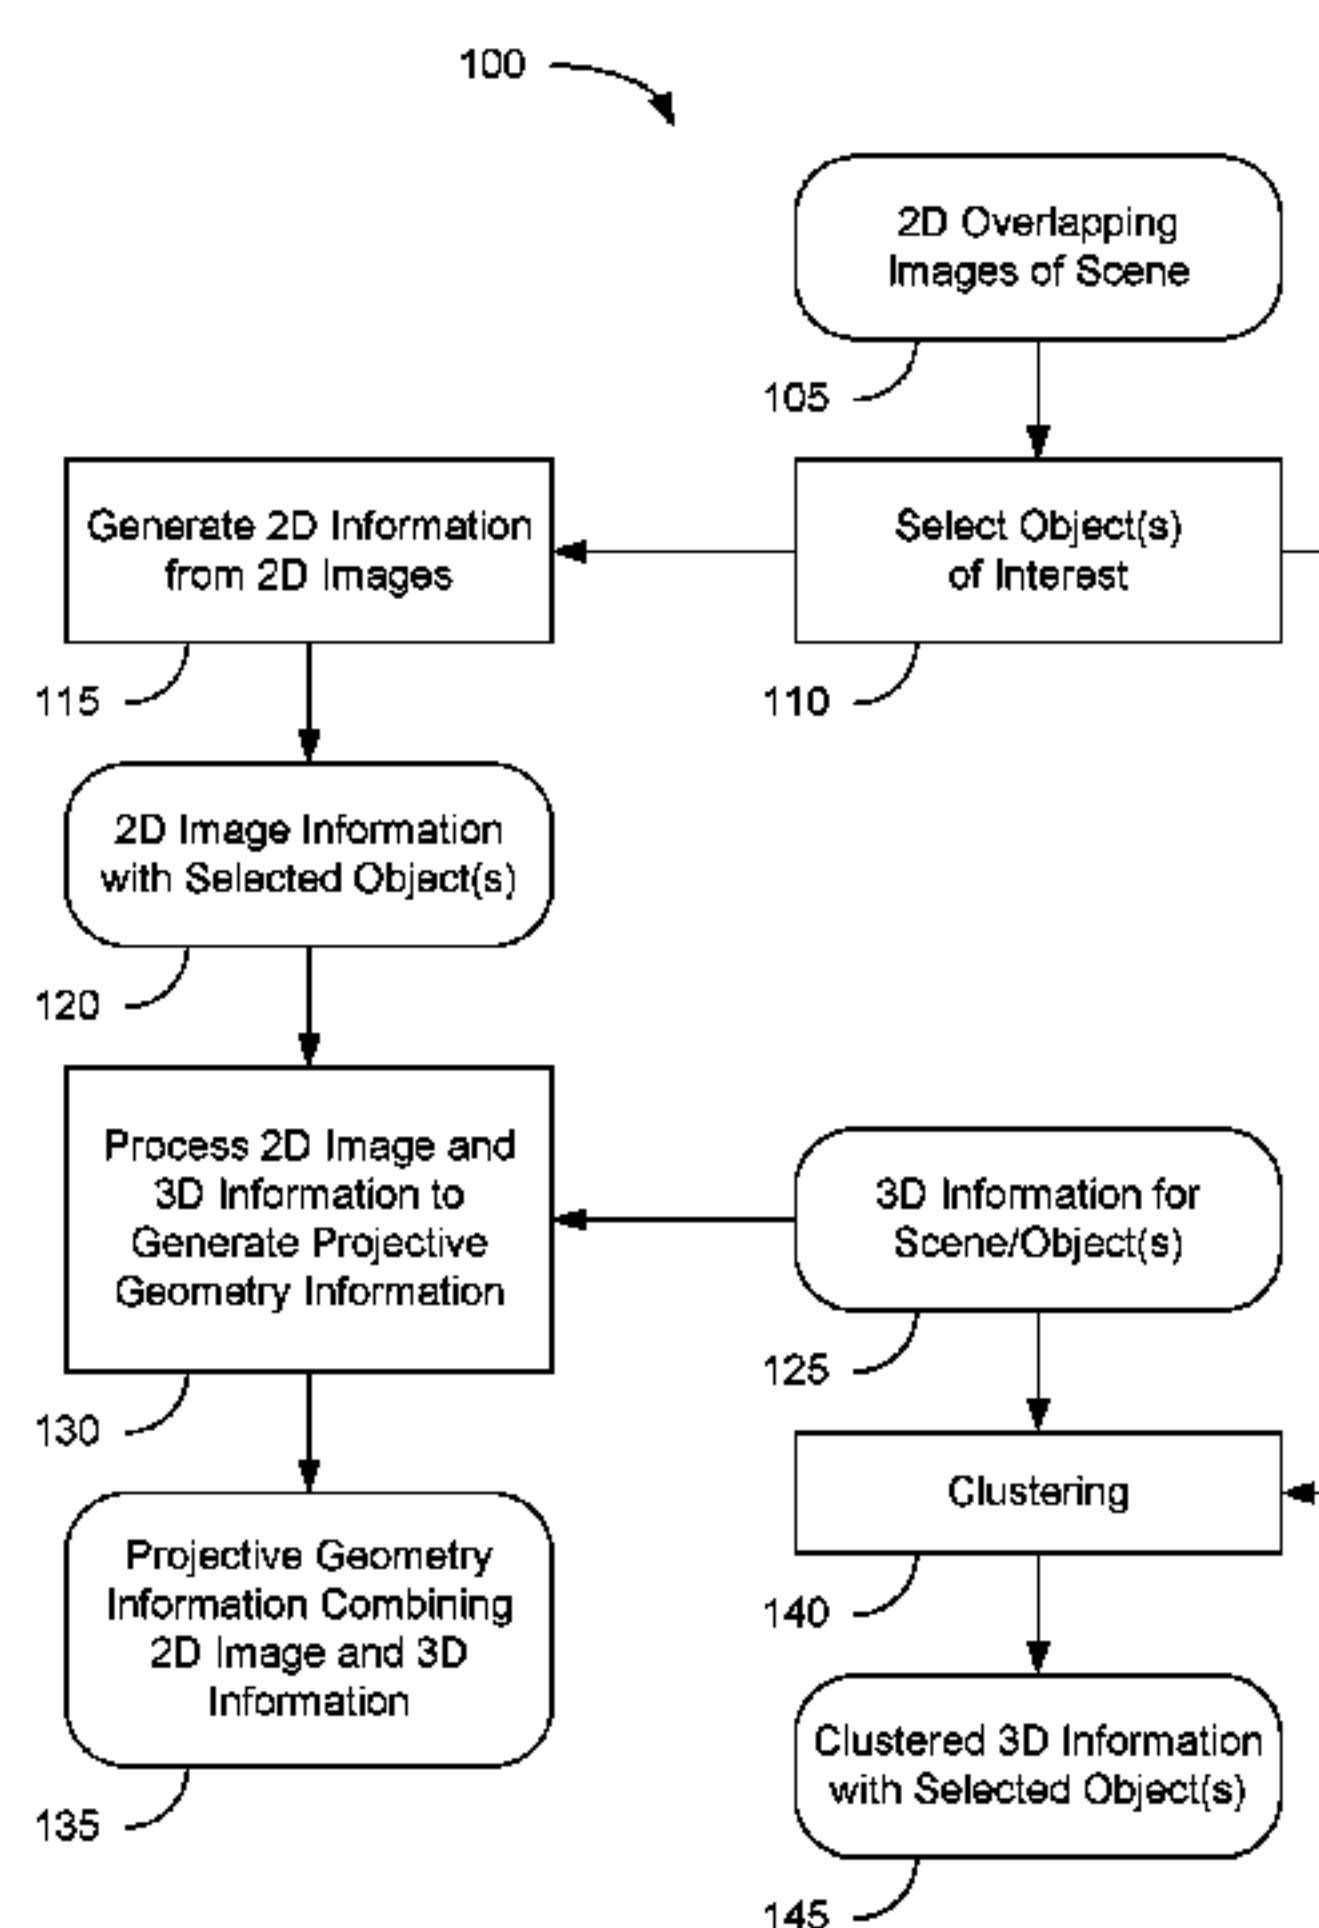 100
2D Overlapping
Images of Scene
105
Generate 2D Information
from 2D Images
115
Select Object(s)
of Interest
110
2D Image Information
with Selected Object(s)
120
Process 2D Image and
3D Information to
Generate Projective
Geometry Information
130
3D Information for
Scene/Object(s)
125
Clustering
140
Projective Geometry
Information Combining
2D Image and 3D
Information
135
Clustered 3D Information
with Selected Object(s)
145